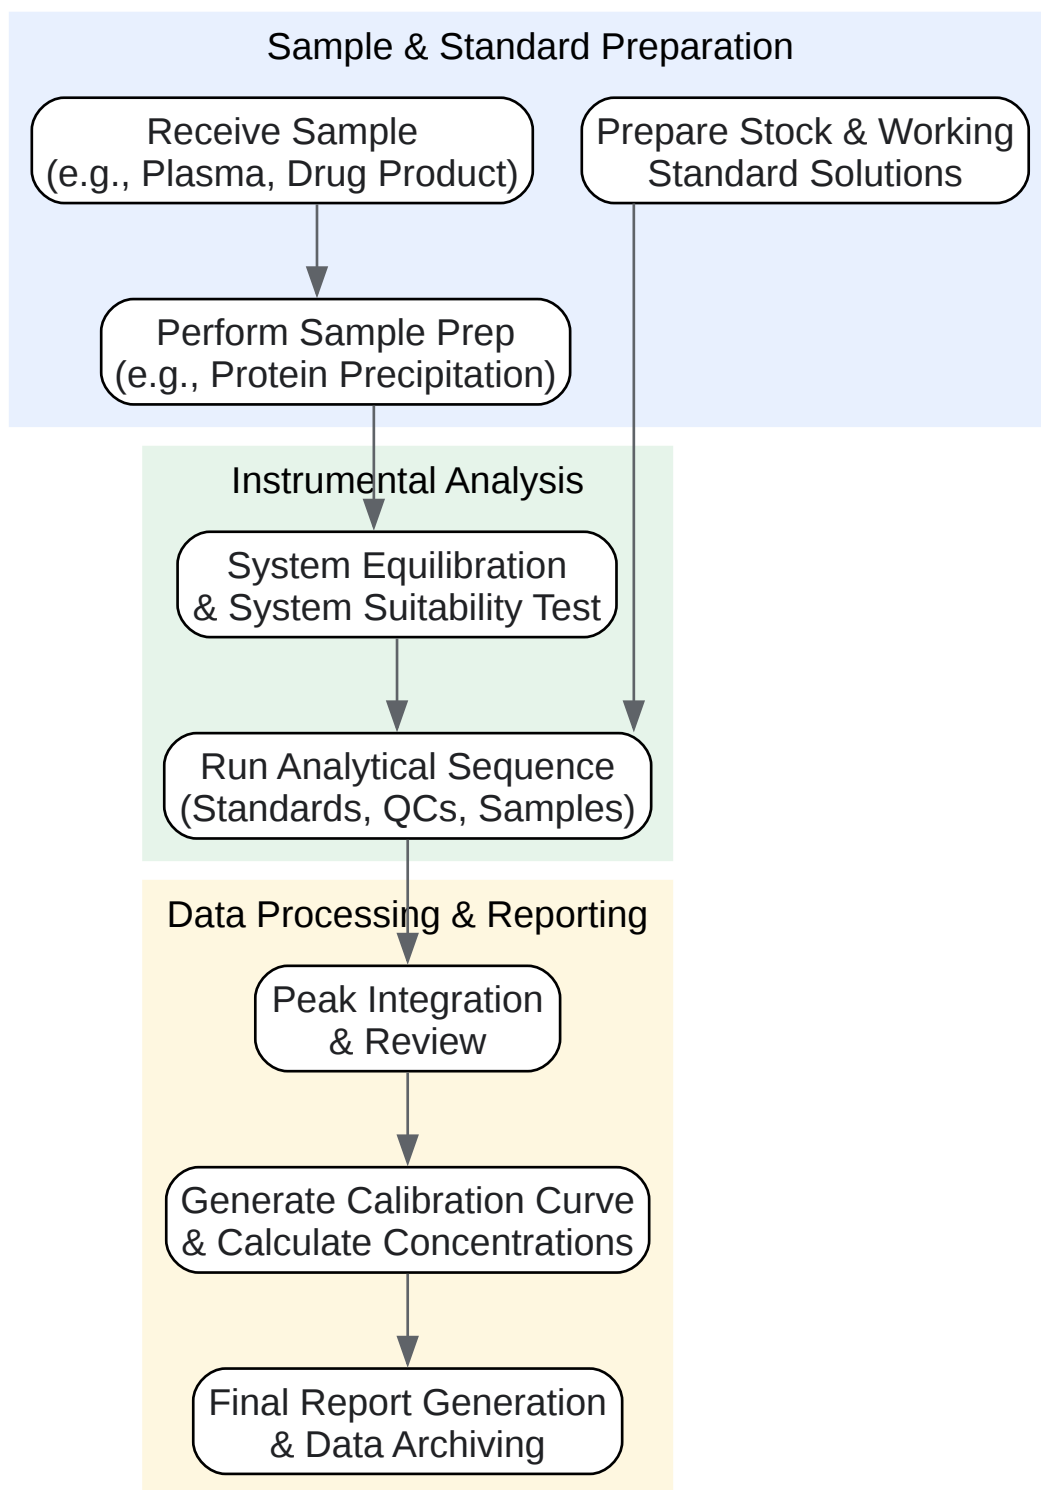 Sample & Standard Preparation
Receive Sample
(e.g., Plasma, Drug Product)
Prepare Stock & Working
Standard Solutions
Perform Sample Prep
(e.g., Protein Precipitation)
Instrumental Analysis
System Equilibration
& System Suitability Test
Run Analytical Sequence
(Standards, QCs, Samples)
Data Processing & Reporting
Peak Integration
& Review
Generate Calibration Curve
& Calculate Concentrations
Final Report Generation
& Data Archiving